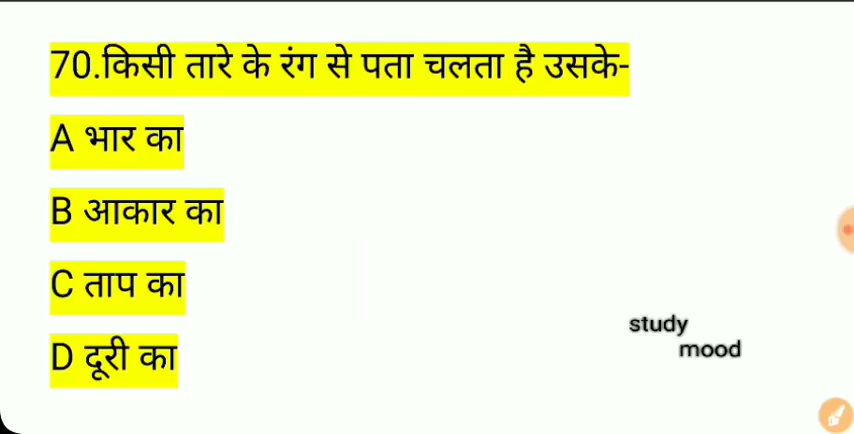 70.किसी तारे के रंग से पता चलता है उसके-
A भार का
B आकार का
C ताप का
D दूरी का
study
mood